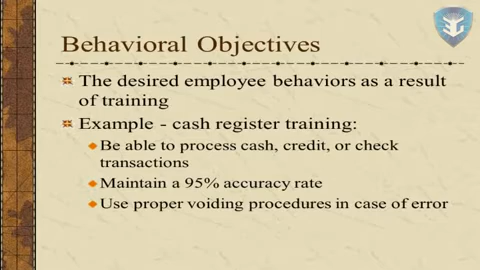 Behavioral Objectives
The desired employee behaviors as a result
of training
Example - cash register training:
Be able to process cash, credit, or check
transactions
Maintain a 95% accuracy rate
Use proper voiding procedures in case of error